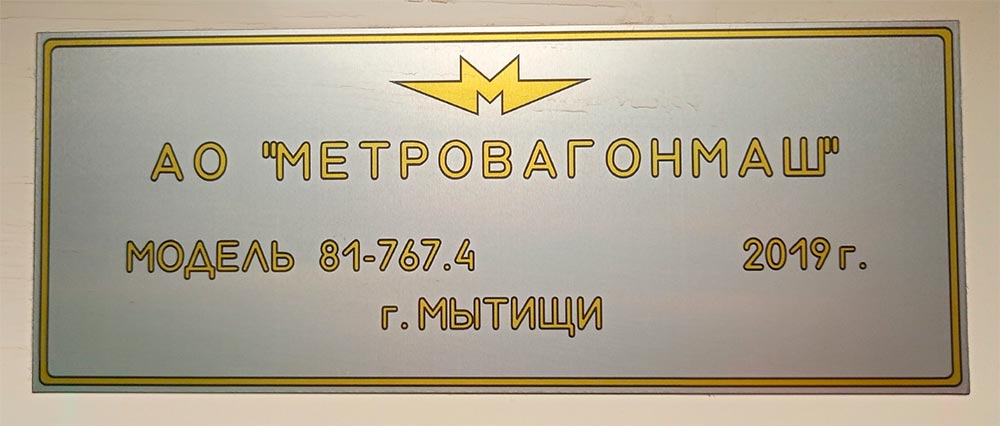 АО "МЕТРОВАГОНМАШ"
МОДЕЛЬ 81-767.4 2019 г.
г. МЫТИЩИ